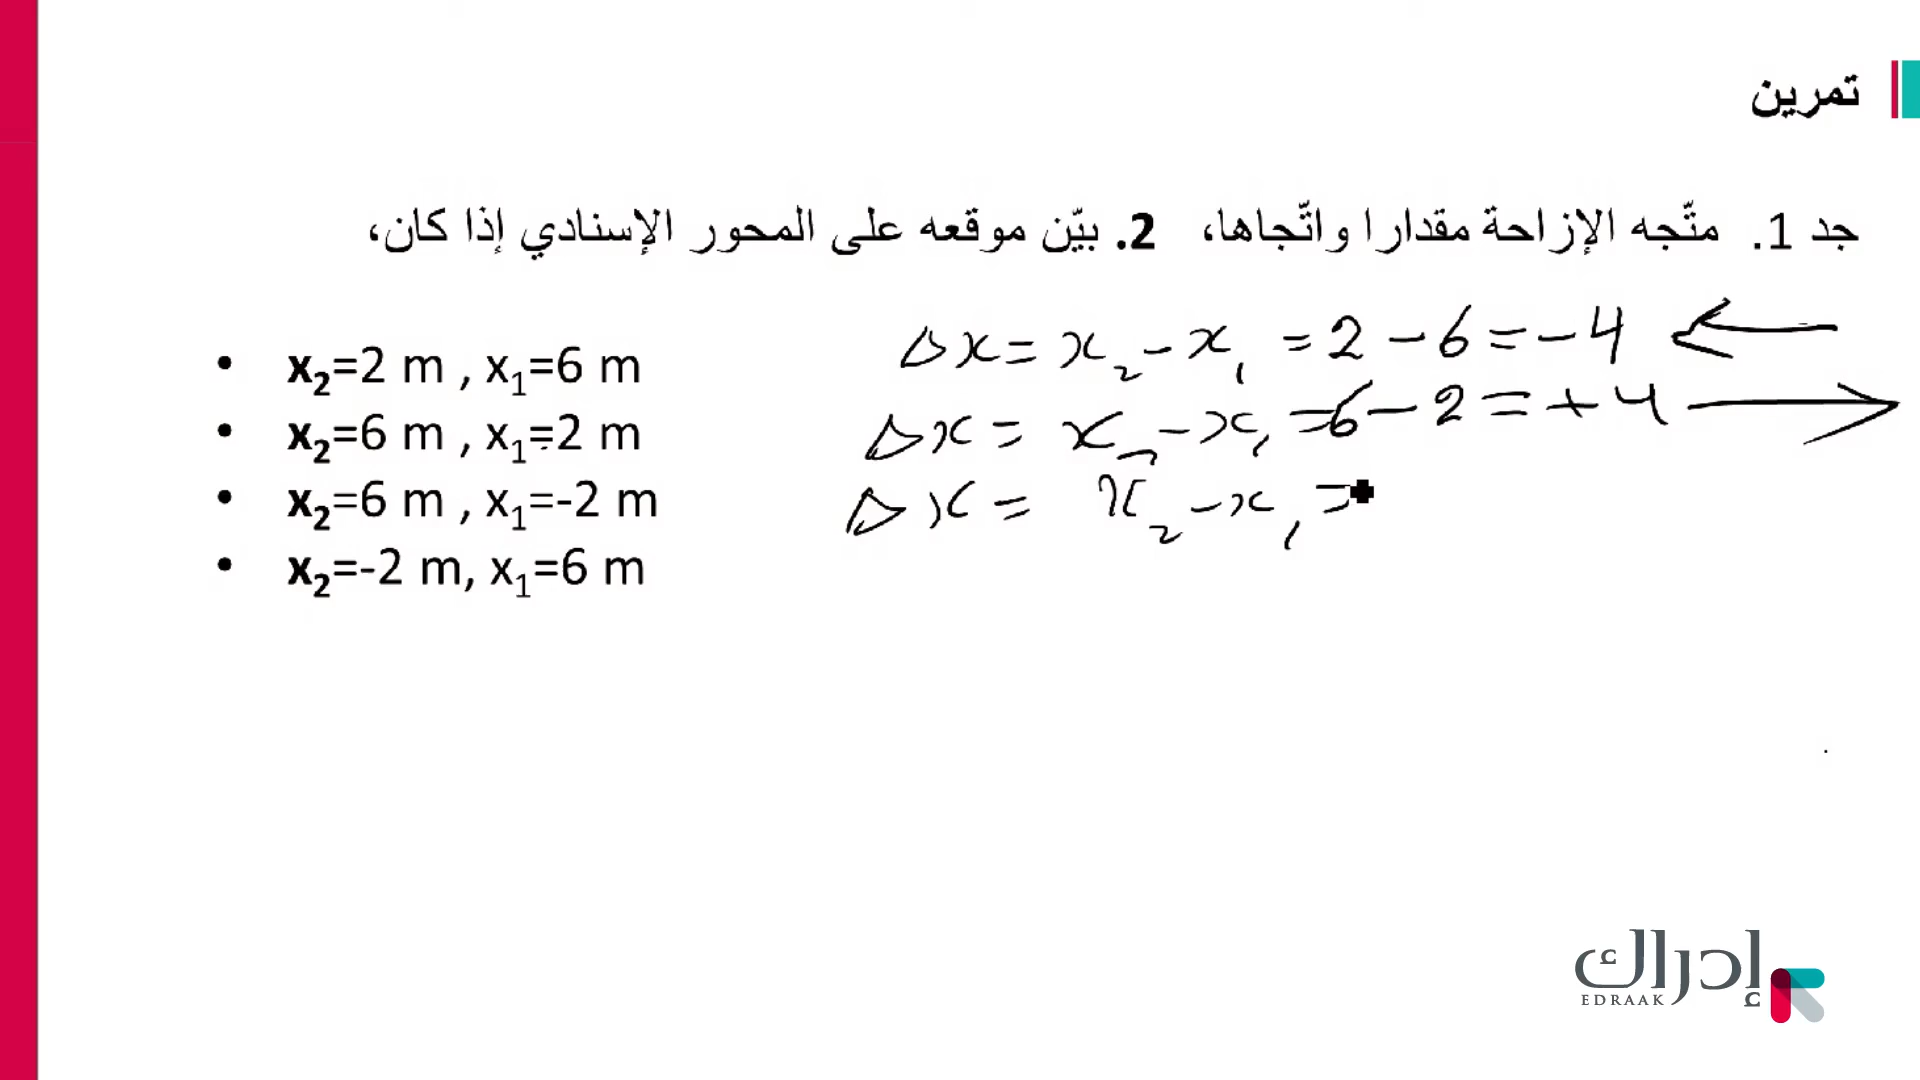 تمرين
جد 1. متّجه الإزاحة مقدارا واتّجاها، 2. بيّن موقعه على المحور الإسنادي إذا كان،
• x₂=2 m , x₁=6 m
Δx = x₂ - x₁ = 2 - 6 = -4 ←
• x₂=6 m , x₁=2 m
Δx = x₂ - x₁ = 6 - 2 = +4 →
• x₂=6 m , x₁=-2 m
Δx = x₂ - x₁ =
• x₂=-2 m, x₁=6 m
إدراك
EDRAAK